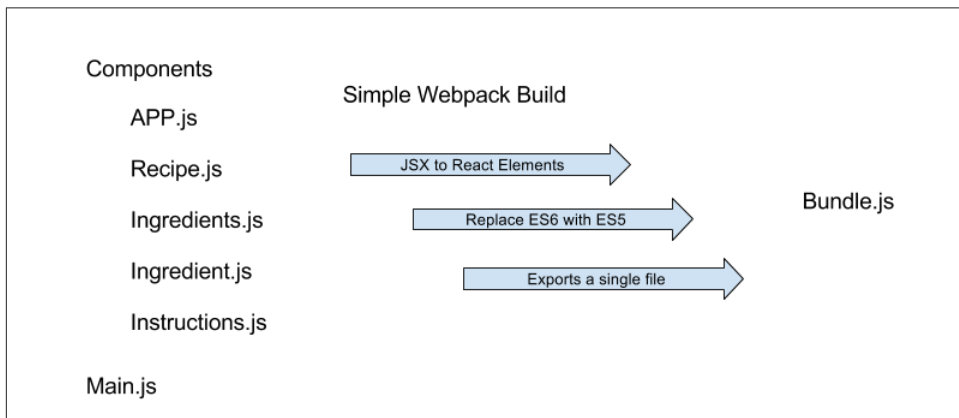 Components
APP.js
Recipe.js
Ingredients.js
Ingredient.js
Instructions.js
Main.js
Simple Webpack Build
JSX to React Elements
Replace ES6 with ES5
Exports a single file
Bundle.js